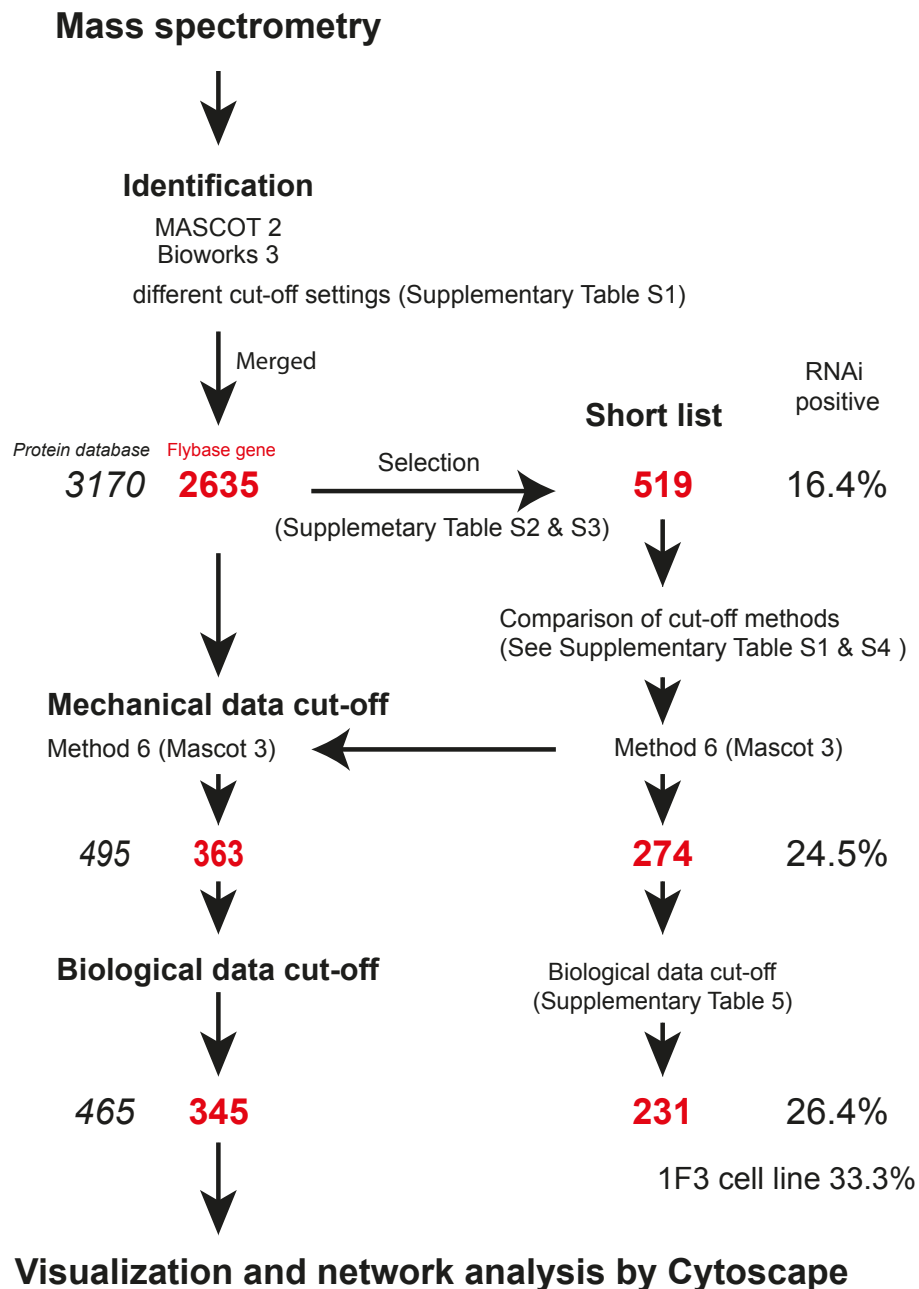 Mass spectrometry
Identification
MASCOT 2
Bioworks 3
different cut-off settings (Supplementary Table S1)
Merged
RNAi
positive
Short list
Protein database Flybase gene
3170 2635
Selection
519 16.4%
(Supplemetary Table S2 & S3)
Comparison of cut-off methods
(See Supplementary Table S1 & S4 )
Mechanical data cut-off
Method 6 (Mascot 3)
Method 6 (Mascot 3)
495 363
274 24.5%
Biological data cut-off
Biological data cut-off
(Supplementary Table 5)
465 345
231 26.4%
1F3 cell line 33.3%
Visualization and network analysis by Cytoscape